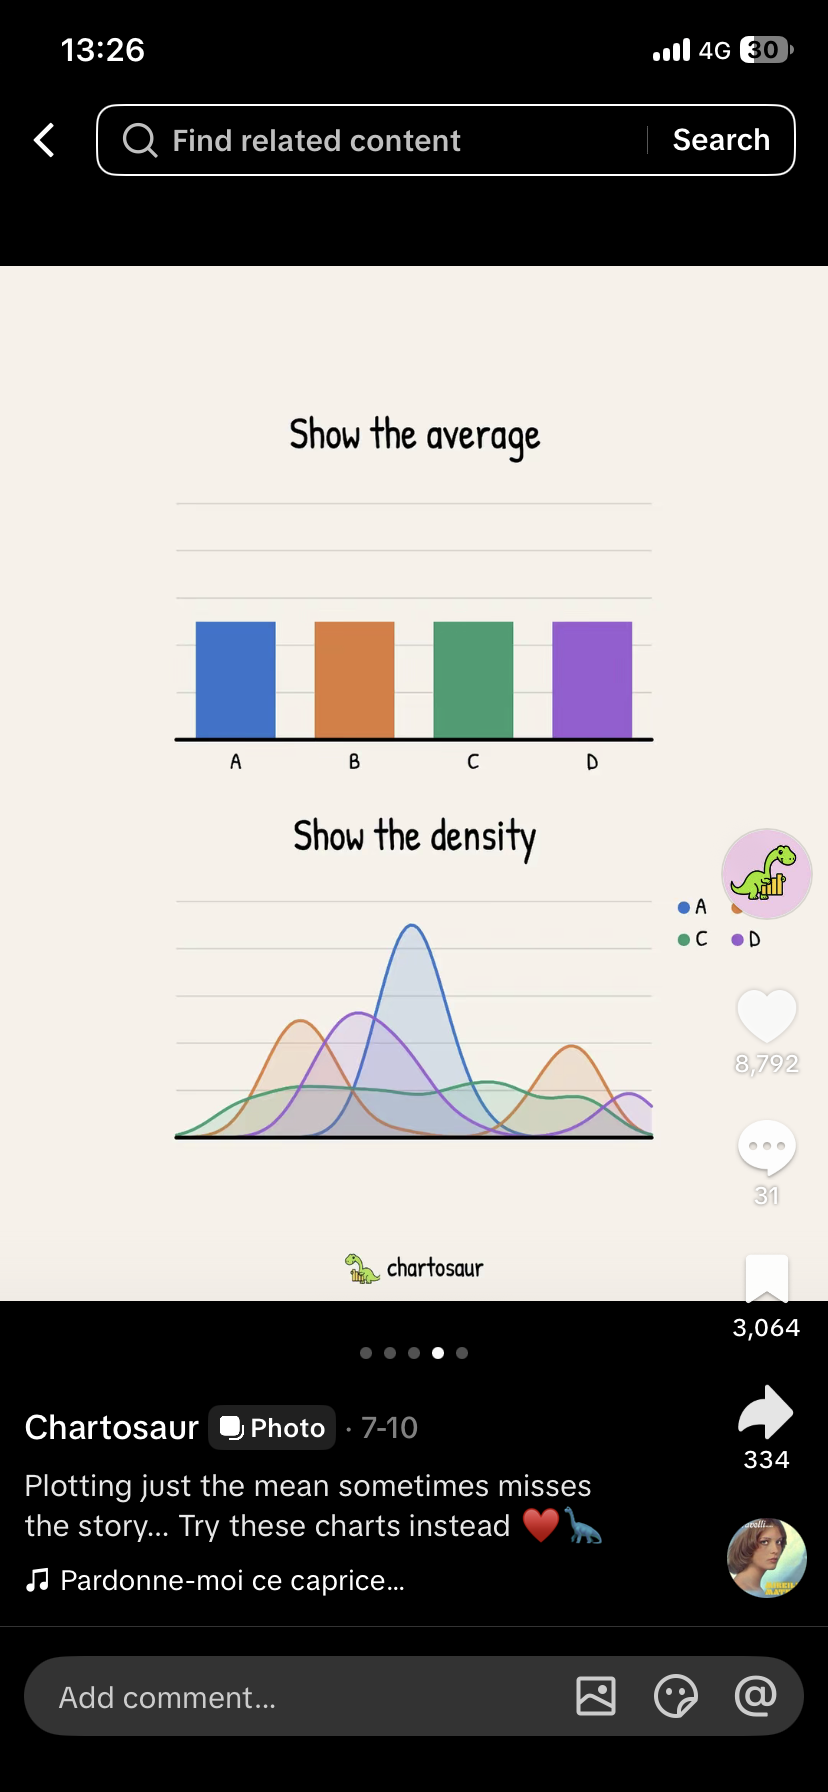 13:26
4G 30
Find related content
Search
Show the average
A B C D
Show the density
A
C D
8,792
31
chartosaur
3,064
Chartosaur Photo · 7-10
334
Plotting just the mean sometimes misses
the story... Try these charts instead ❤️🦕
Pardonne-moi ce caprice...
Add comment...